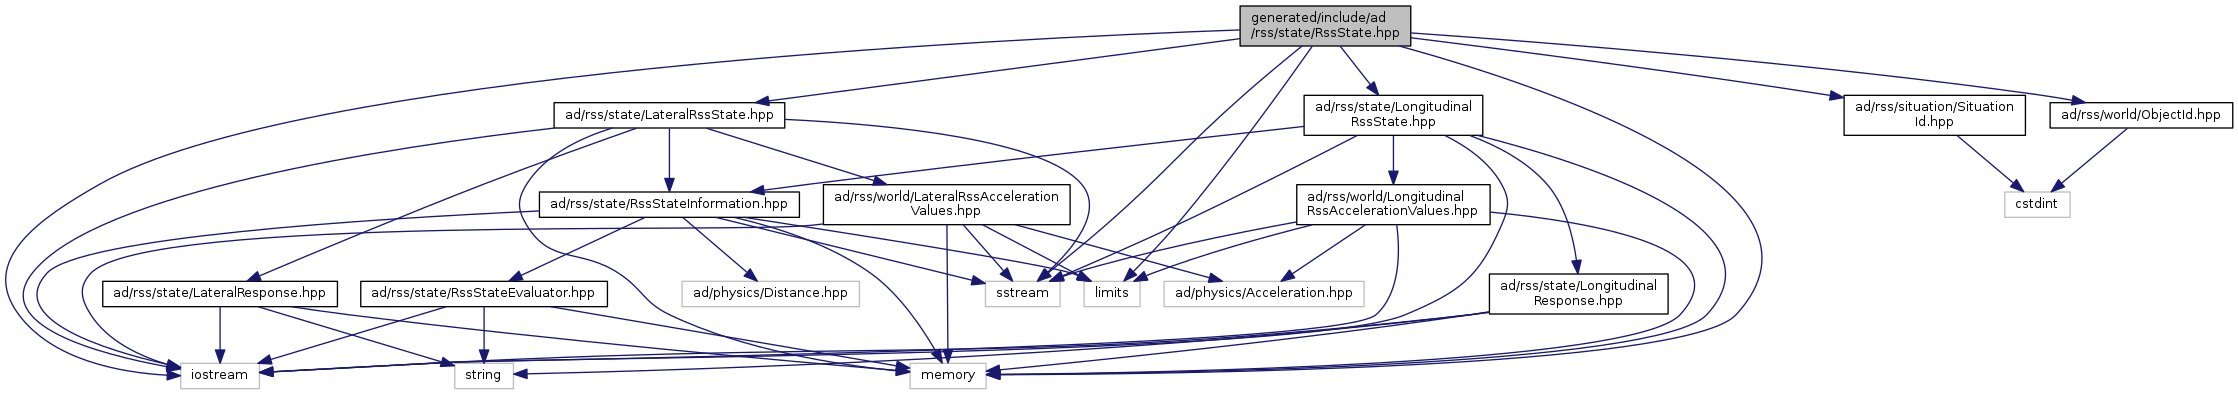 generated/include/ad
/rss/state/RssState.hpp
ad/rss/state/LateralRssState.hpp
ad/rss/state/Longitudinal
RssState.hpp
ad/rss/situation/Situation
Id.hpp
ad/rss/world/ObjectId.hpp
ad/rss/state/RssStateInformation.hpp
ad/rss/world/LateralRssAcceleration
Values.hpp
ad/rss/world/Longitudinal
RssAccelerationValues.hpp
cstdint
ad/rss/state/LateralResponse.hpp
ad/rss/state/RssStateEvaluator.hpp
ad/physics/Distance.hpp
sstream
limits
ad/physics/Acceleration.hpp
ad/rss/state/Longitudinal
Response.hpp
iostream
string
memory